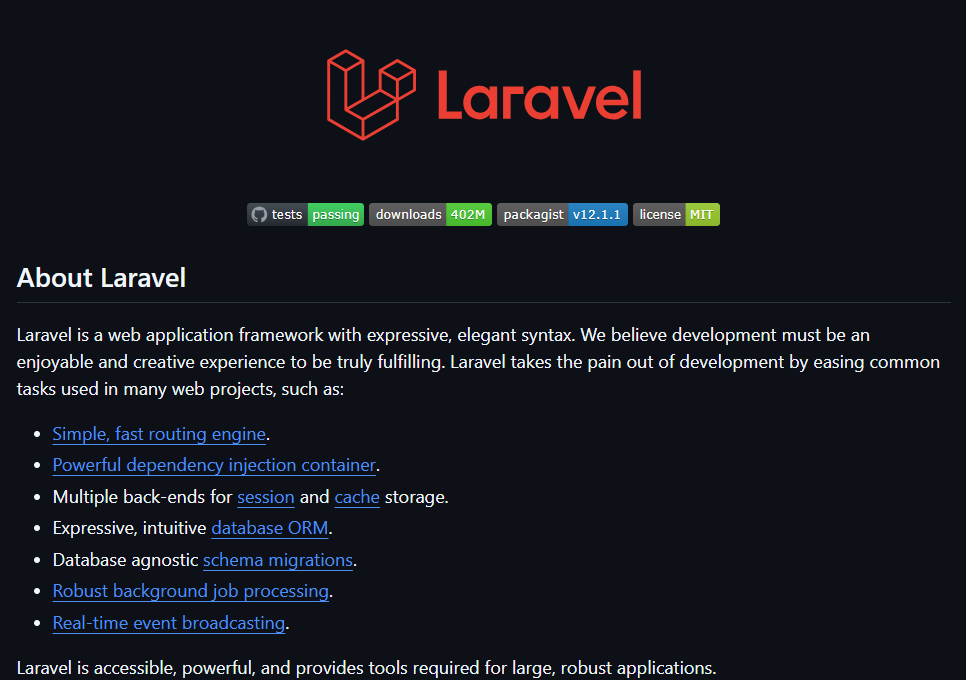 Laravel
tests passing downloads 402M packagist v12.1.1 license MIT
About Laravel
Laravel is a web application framework with expressive, elegant syntax. We believe development must be an
enjoyable and creative experience to be truly fulfilling. Laravel takes the pain out of development by easing common
tasks used in many web projects, such as:
• Simple, fast routing engine.
• Powerful dependency injection container.
• Multiple back-ends for session and cache storage.
• Expressive, intuitive database ORM.
• Database agnostic schema migrations.
• Robust background job processing.
• Real-time event broadcasting.
Laravel is accessible, powerful, and provides tools required for large, robust applications.